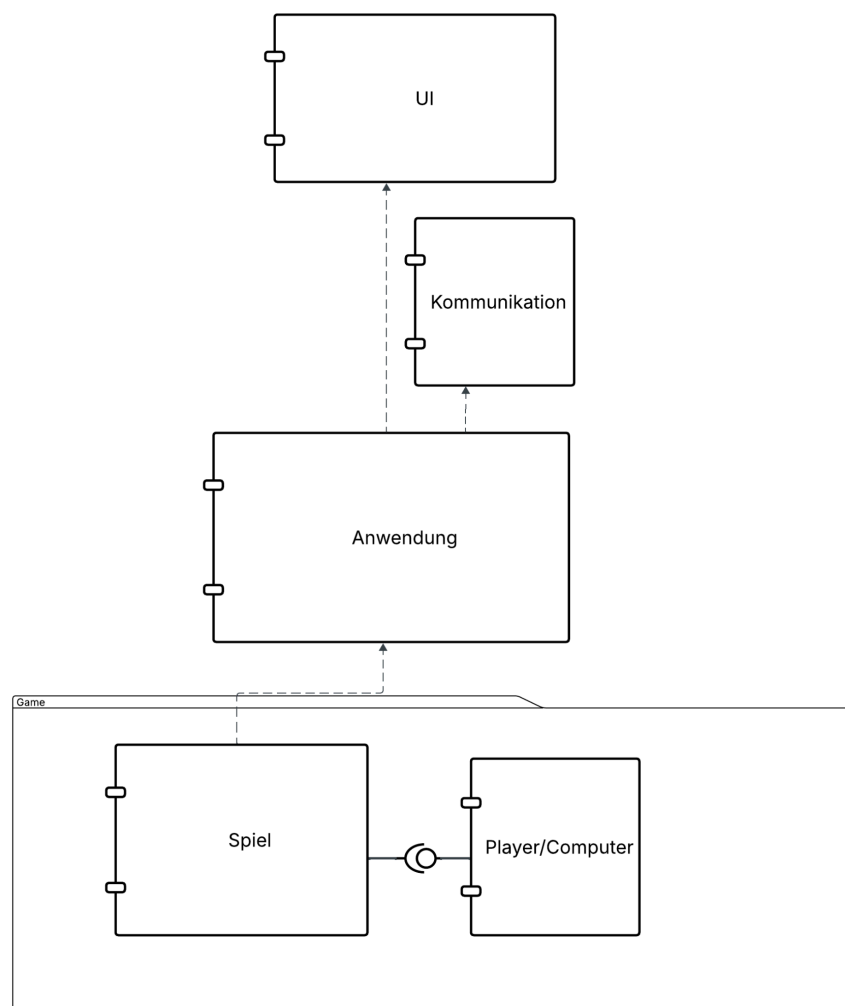 UI
Kommunikation
Anwendung
Game
Spiel
Player/Computer